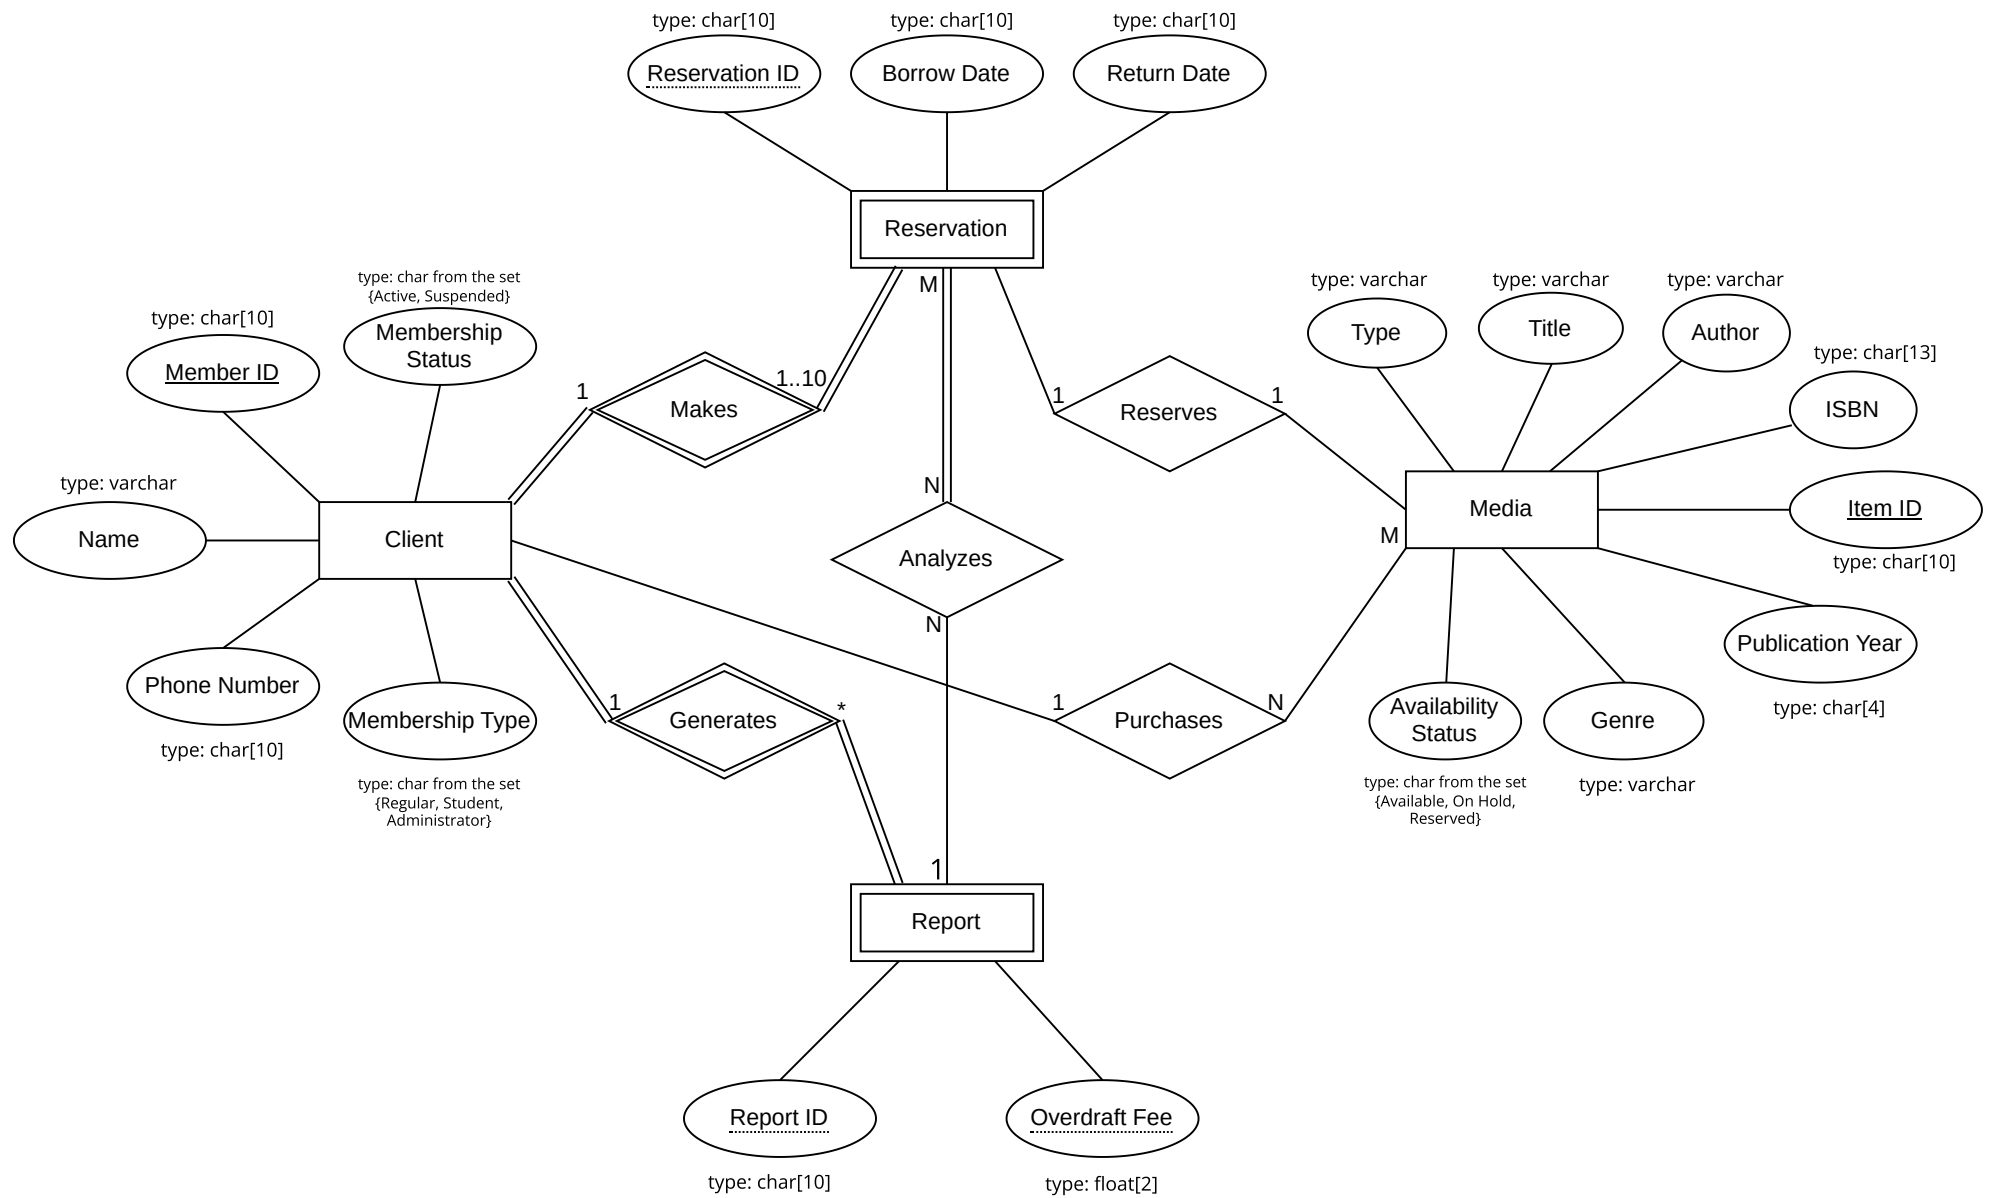 type: char[10]
type: char[10]
type: char[10]
Reservation ID
Borrow Date
Return Date
Reservation
M
type: char from the set
{Active, Suspended}
type: char[10]
Membership
Status
Member ID
1
1..10
Makes
1
Reserves
1
type: varchar
type: varchar
type: varchar
Type
Title
Author
type: char[13]
ISBN
type: varchar
Name
Client
N
Analyzes
N
M
Media
Item ID
type: char[10]
Phone Number
type: char[10]
Membership Type
type: char from the set
{Regular, Student,
Administrator}
1
Generates
*
1
Purchases
N
Availability
Status
type: char from the set
{Available, On Hold,
Reserved}
Genre
type: varchar
Publication Year
type: char[4]
1
Report
Report ID
Overdraft Fee
type: char[10]
type: float[2]